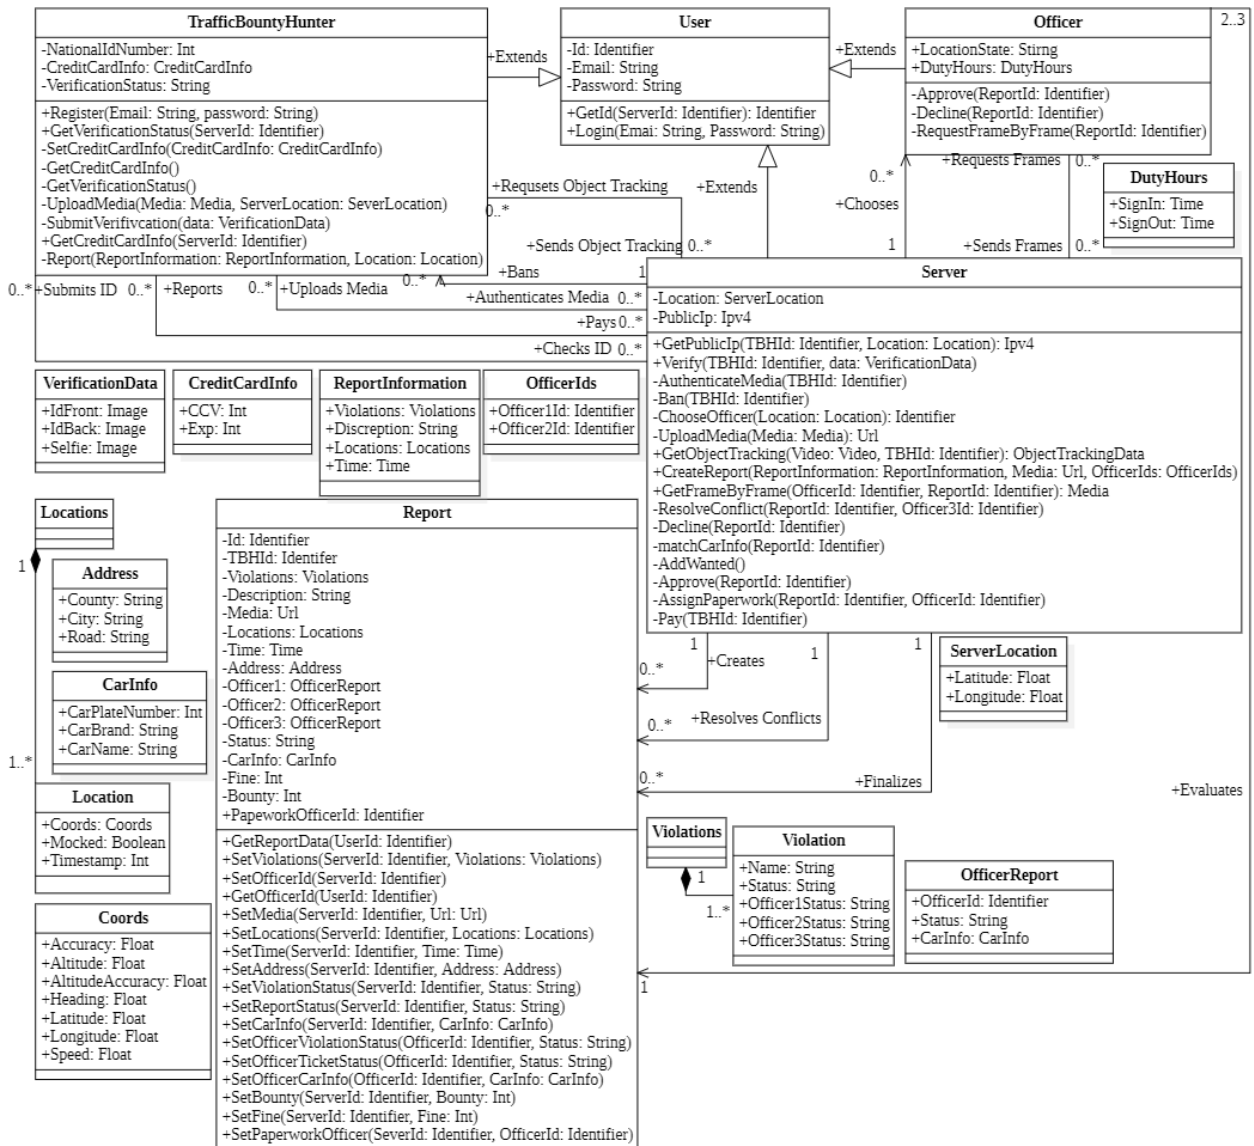 TrafficBountyHunter
-NationalIdNumber: Int
-CreditCardInfo: CreditCardInfo
-VerificationStatus: String
+Register(Email: String, password: String)
+GetVerificationStatus(ServerId: Identifier)
-SetCreditCardInfo(CreditCardInfo: CreditCardInfo)
-GetCreditCardInfo()
-GetVerificationStatus()
-UploadMedia(Media: Media, ServerLocation: SeverLocation)
-SubmitVerifivcation(data: VerificationData)
+GetCreditCardInfo(ServerId: Identifier)
-Report(ReportInformation: ReportInformation, Location: Location)
+Extends
User
-Id: Identifier
-Email: String
-Password: String
+GetId(ServerId: Identifier): Identifier
+Login(Emai: String, Password: String)
+Extends
Officer
2..3
+LocationState: Stirng
+DutyHours: DutyHours
-Approve(ReportId: Identifier)
-Decline(ReportId: Identifier)
-RequestFrameByFrame(ReportId: Identifier)
+Requests Frames
0..*
DutyHours
+SignIn: Time
+SignOut: Time
+Requsets Object Tracking
0..*
+Extends
0..*
+Chooses
+Sends Object Tracking
0..*
1
+Sends Frames
0..*
+Bans
1
0..*
+Submits ID
0..*
+Reports
0..*
+Uploads Media
0..*
+Authenticates Media
0..*
+Pays
0..*
+Checks ID
0..*
Server
-Location: ServerLocation
-PublicIp: Ipv4
+GetPublicIp(TBHId: Identifier, Location: Location): Ipv4
+Verify(TBHId: Identifier, data: VerificationData)
-AuthenticateMedia(TBHId: Identifier)
-Ban(TBHId: Identifier)
-ChooseOfficer(Location: Location): Identifier
-UploadMedia(Media: Media): Url
+GetObjectTracking(Video: Video, TBHId: Identifier): ObjectTrackingData
+CreateReport(ReportInformation: ReportInformation, Media: Url, OfficerIds: OfficerIds)
+GetFrameByFrame(OfficerId: Identifier, ReportId: Identifier): Media
-ResolveConflict(ReportId: Identifier, Officer3Id: Identifier)
-Decline(ReportId: Identifier)
-matchCarInfo(ReportId: Identifier)
-AddWanted()
-Approve(ReportId: Identifier)
-AssignPaperwork(ReportId: Identifier, OfficerId: Identifier)
-Pay(TBHId: Identifier)
VerificationData
+IdFront: Image
+IdBack: Image
+Selfie: Image
CreditCardInfo
+CCV: Int
+Exp: Int
ReportInformation
+Violations: Violations
+Discreption: String
+Locations: Locations
+Time: Time
OfficerIds
+Officer1Id: Identifier
+Officer2Id: Identifier
Locations
1
Address
+County: String
+City: String
+Road: String
CarInfo
+CarPlateNumber: Int
+CarBrand: String
+CarName: String
1..*
Location
+Coords: Coords
+Mocked: Boolean
+Timestamp: Int
Coords
+Accuracy: Float
+Altitude: Float
+AltitudeAccuracy: Float
+Heading: Float
+Latitude: Float
+Longitude: Float
+Speed: Float
Report
-Id: Identifier
-TBHId: Identifer
-Violations: Violations
-Description: String
-Media: Url
-Locations: Locations
-Time: Time
-Address: Address
-Officer1: OfficerReport
-Officer2: OfficerReport
-Officer3: OfficerReport
-Status: String
-CarInfo: CarInfo
-Fine: Int
-Bounty: Int
+PapeworkOfficerId: Identifier
+GetReportData(UserId: Identifier)
+SetViolations(ServerId: Identifier, Violations: Violations)
+SetOfficerId(ServerId: Identifier)
+GetOfficerId(UserId: Identifier)
+SetMedia(ServerId: Identifier, Url: Url)
+SetLocations(ServerId: Identifier, Locations: Locations)
+SetTime(ServerId: Identifier, Time: Time)
+SetAddress(ServerId: Identifier, Address: Address)
+SetViolationStatus(ServerId: Identifier, Status: String)
+SetReportStatus(ServerId: Identifier, Status: String)
+SetCarInfo(ServerId: Identifier, CarInfo: CarInfo)
+SetOfficerViolationStatus(OfficerId: Identifier, Status: String)
+SetOfficerTicketStatus(OfficerId: Identifier, Status: String)
+SetOfficerCarInfo(OfficerId: Identifier, CarInfo: CarInfo)
+SetBounty(ServerId: Identifier, Bounty: Int)
+SetFine(ServerId: Identifier, Fine: Int)
+SetPaperworkOfficer(SeverId: Identifier, OfficerId: Identifier)
1
+Creates
0..*
1
+Resolves Conflicts
0..*
1
+Finalizes
0..*
ServerLocation
+Latitude: Float
+Longitude: Float
+Evaluates
1
Violations
1
1..*
Violation
+Name: String
+Status: String
+Officer1Status: String
+Officer2Status: String
+Officer3Status: String
OfficerReport
+OfficerId: Identifier
+Status: String
+CarInfo: CarInfo